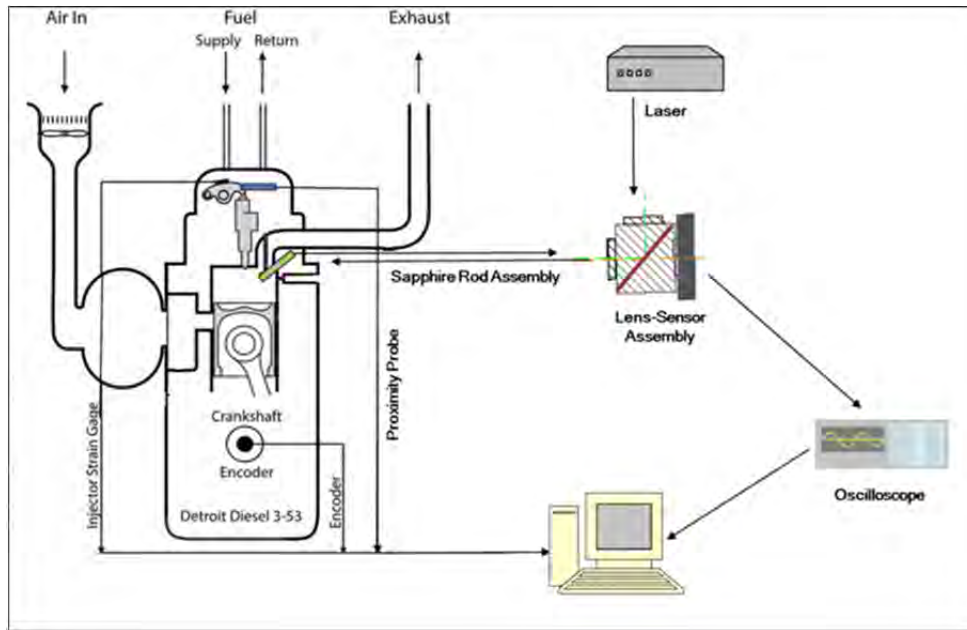 Air In
Fuel
Exhaust
Supply
Return
Laser
Sapphire Rod Assembly
Lens-Sensor
Assembly
Injector Strain Gage
Proximity Probe
Crankshaft
Encoder
Encoder
Detroit Diesel 3-53
Oscilloscope